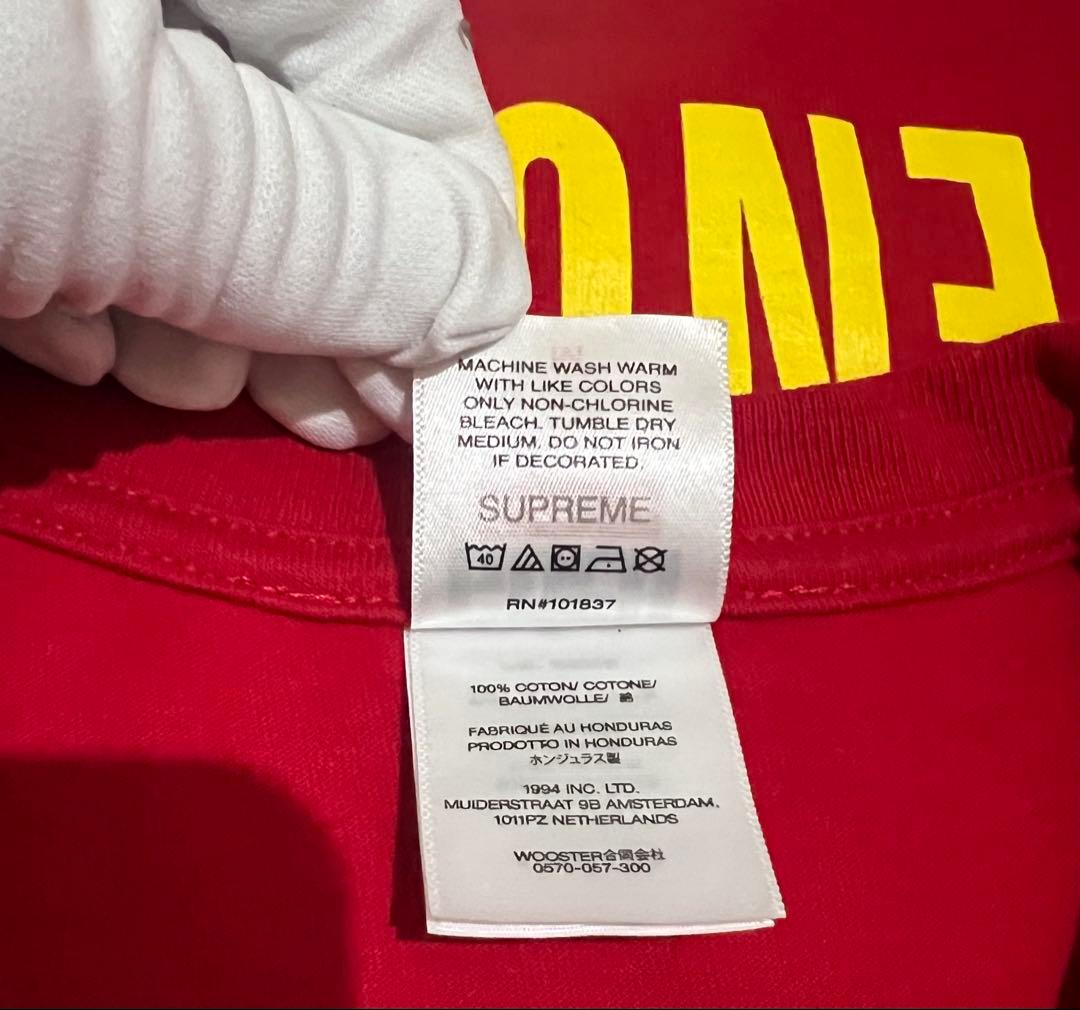 ONE
MACHINE WASH WARM
WITH LIKE COLORS
ONLY NON-CHLORINE
BLEACH. TUMBLE DRY
MEDIUM. DO NOT IRON
IF DECORATED.
SUPREME
40
RN#101837
100% COTON/ COTONE/
BAUMWOLLE/ 綿
FABRIQUÉ AU HONDURAS
PRODOTTO IN HONDURAS
ホンジュラス製
1994 INC. LTD.
MUIDERSTRAAT 9B AMSTERDAM,
1011PZ NETHERLANDS
WOOSTER合同会社
0570-057-300